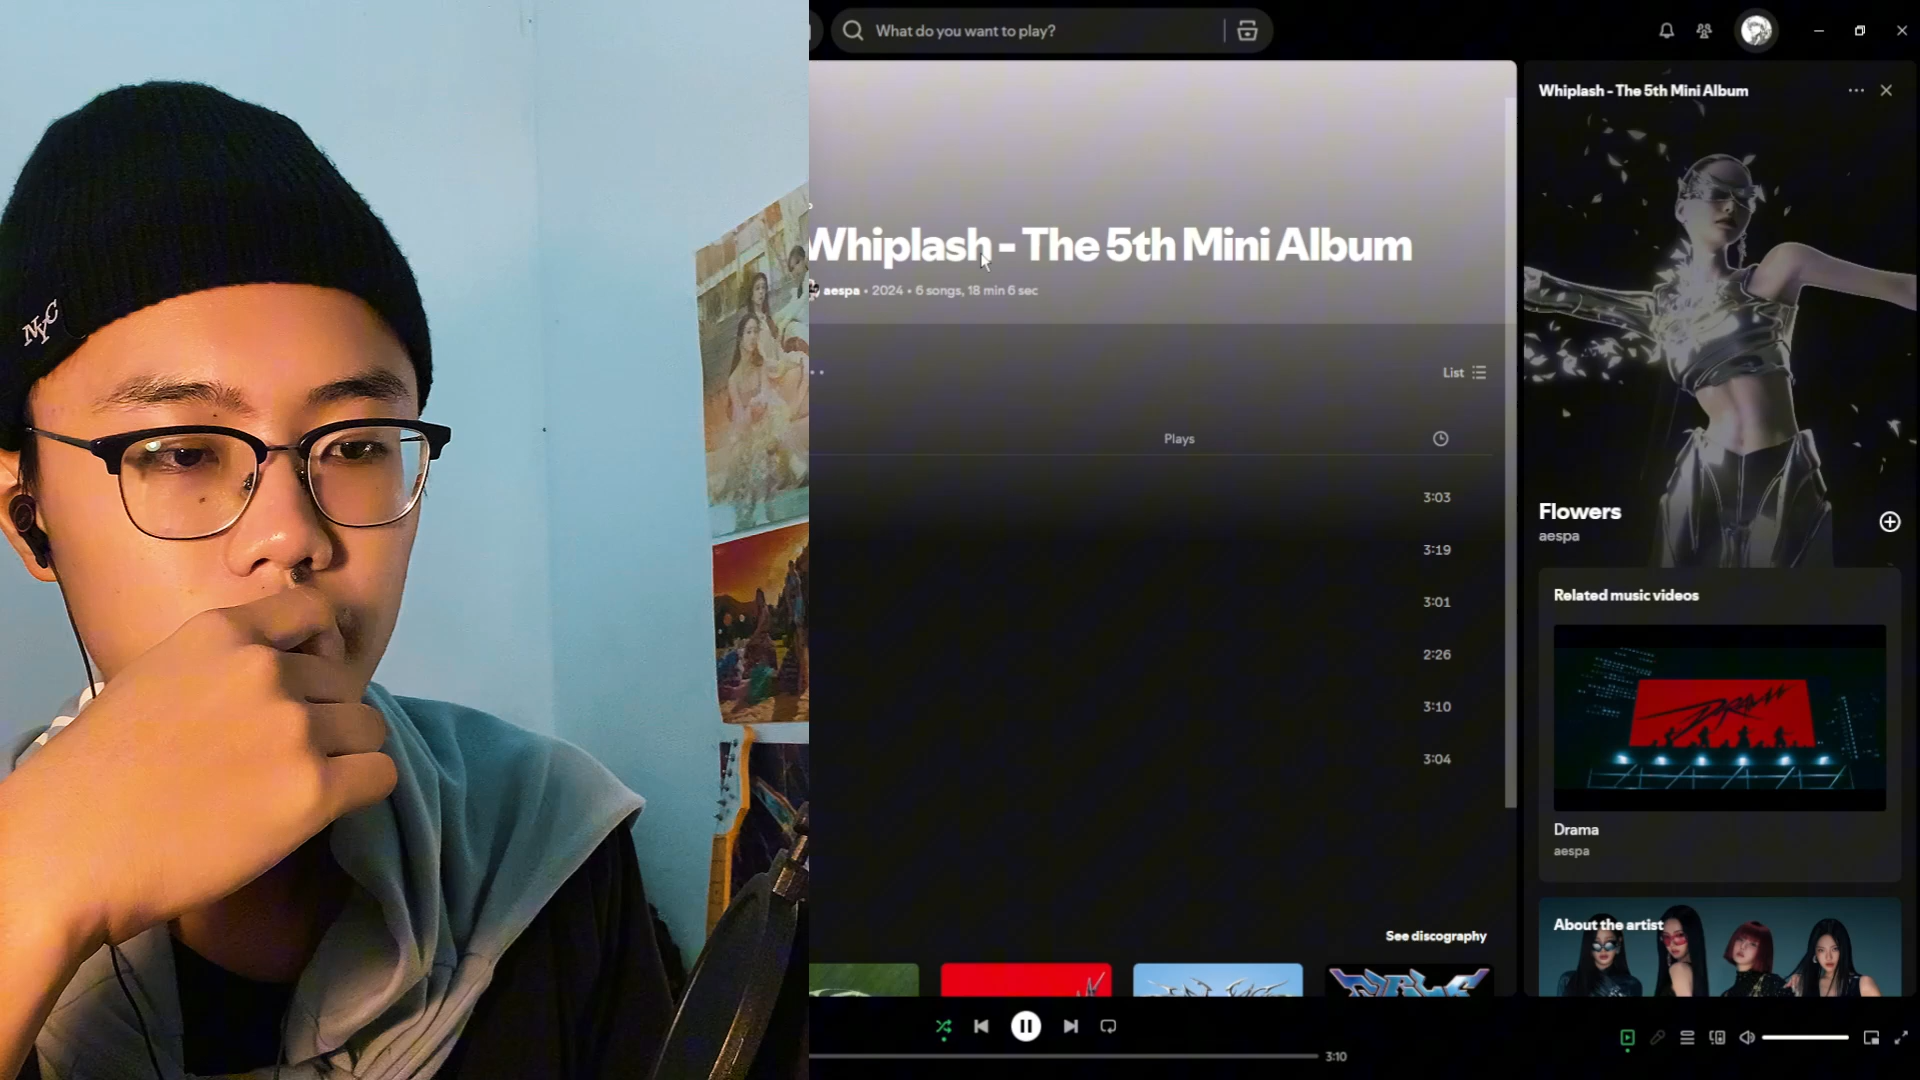 NYC
What do you want to play?
Whiplash - The 5th Mini Album
aespa • 2024 • 6 songs, 18 min 6 sec
List
Plays
3:03
3:19
3:01
2:26
3:10
3:04
See discography
3:10
Whiplash - The 5th Mini Album
Flowers
aespa
Related music videos
DRAMA
Drama
aespa
About the artist